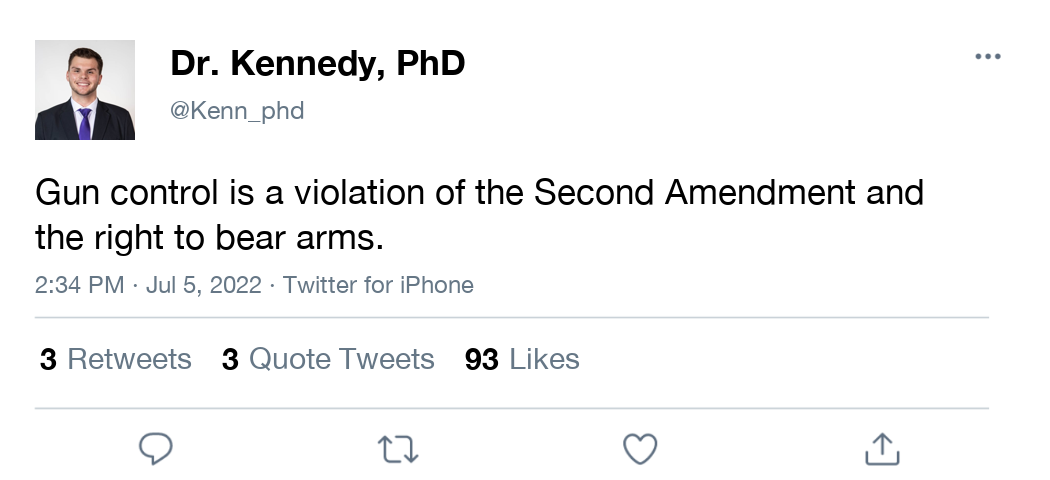 Dr. Kennedy, PhD
@Kenn_phd
Gun control is a violation of the Second Amendment and
the right to bear arms.
2:34 PM · Jul 5, 2022 · Twitter for iPhone
3 Retweets 3 Quote Tweets 93 Likes